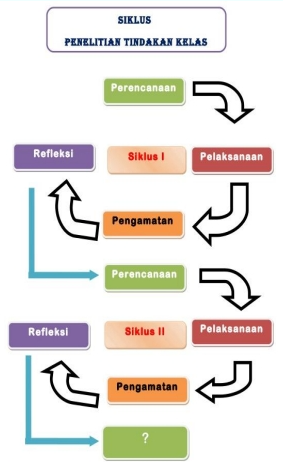 SIKLUS
PENELITIAN TINDAKAN KELAS
Perencanaan
Refleksi
Siklus I
Pelaksanaan
Pengamatan
Perencanaan
Refleksi
Siklus II
Pelaksanaan
Pengamatan
?